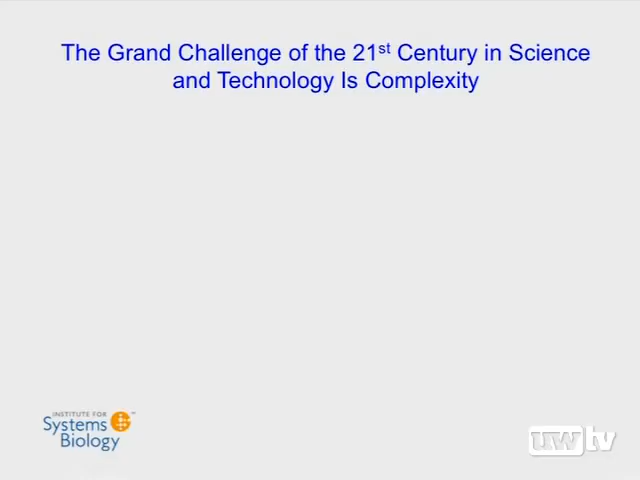 The Grand Challenge of the 21st Century in Science
and Technology Is Complexity
INSTITUTE FOR
Systems
Biology
uwtv